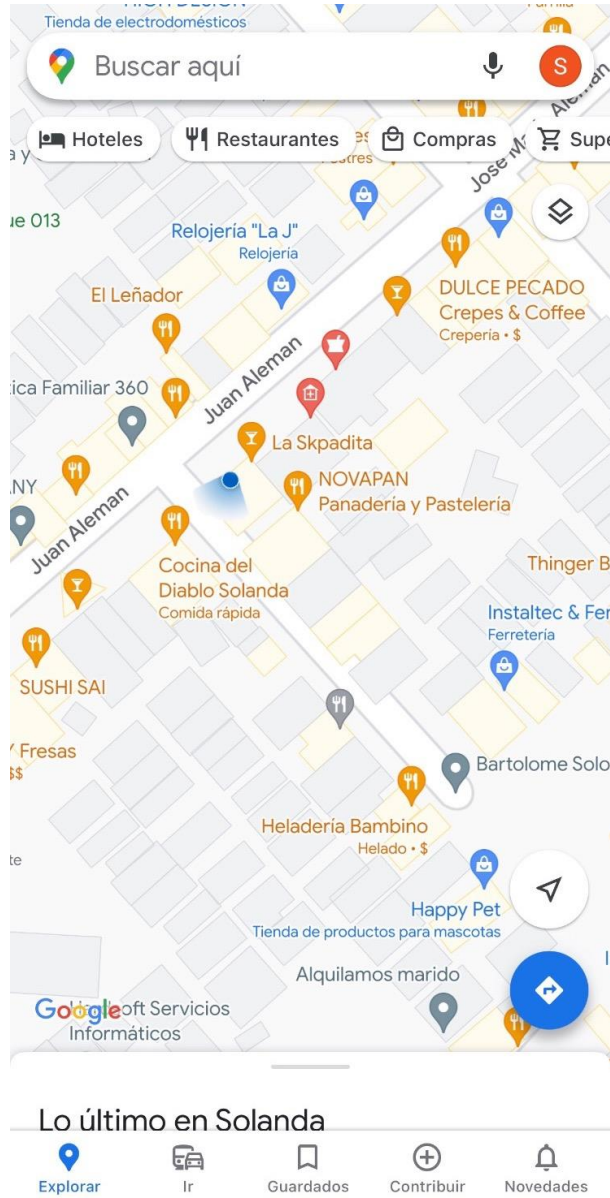 Tienda de electrodomésticos
Buscar aquí
S
Hoteles
Restaurantes
Compras
Supe
Jose
Aleman
ue 013
Relojería "La J"
Relojería
El Leñador
DULCE PECADO
Crepes & Coffee
Crepería • $
Juan Aleman
ica Familiar 360
La Skpadita
NOVAPAN
Panadería y Pastelería
NY
Juan Aleman
Cocina del
Diablo Solanda
Comida rápida
Thinger B
Instaltec & Fer
Ferretería
SUSHI SAI
Fresas
$$
Bartolome Solo
Heladería Bambino
Helado • $
te
Happy Pet
Tienda de productos para mascotas
Alquilamos marido
Google
oft Servicios
Informáticos
Lo último en Solanda
Explorar
Ir
Guardados
Contribuir
Novedades